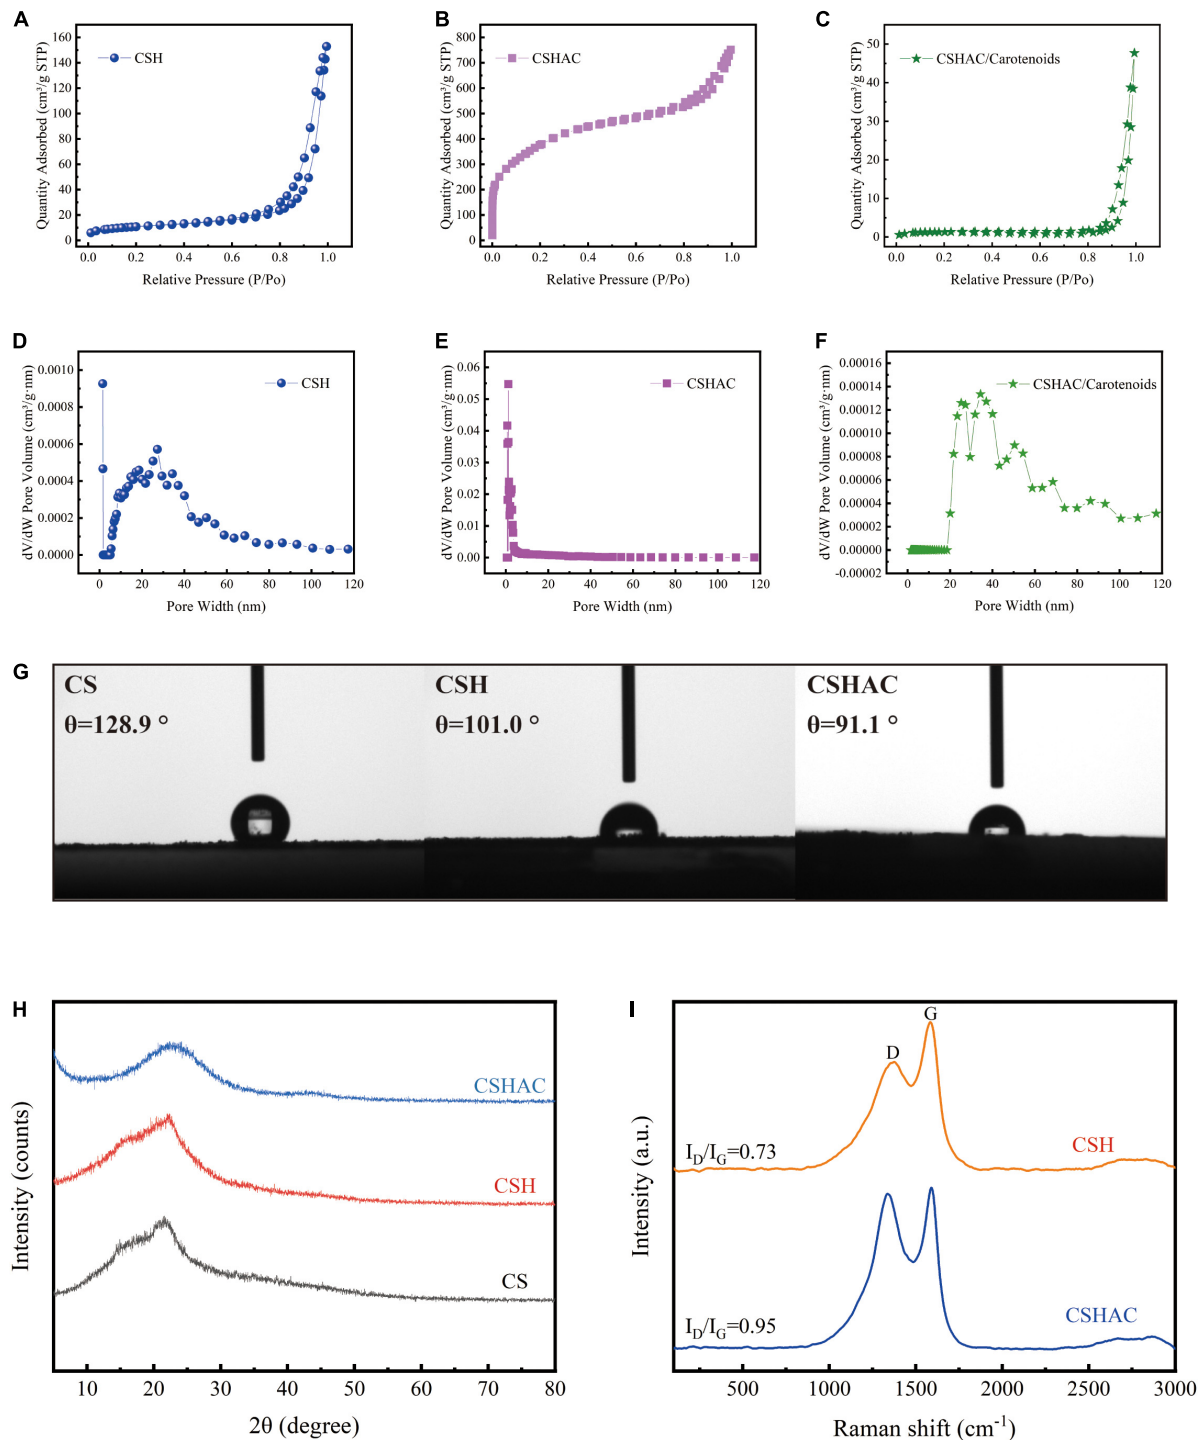 A
CSH
Quantity Adsorbed (cm³/g STP)
160
140
120
100
80
60
40
20
0
0.0 0.2 0.4 0.6 0.8 1.0
Relative Pressure (P/Po)
B
CSHAC
Quantity Adsorbed (cm³/g STP)
800
700
600
500
400
300
200
100
0
0.0 0.2 0.4 0.6 0.8 1.0
Relative Pressure (P/Po)
C
CSHAC/Carotenoids
Quantity Adsorbed (cm³/g STP)
50
40
30
20
10
0
0.0 0.2 0.4 0.6 0.8 1.0
Relative Pressure (P/Po)
D
CSH
dV/dW Pore Volume (cm³/g·nm)
0.0010
0.0008
0.0006
0.0004
0.0002
0.0000
0 20 40 60 80 100 120
Pore Width (nm)
E
CSHAC
dV/dW Pore Volume (cm³/g·nm)
0.06
0.05
0.04
0.03
0.02
0.01
0.00
0 20 40 60 80 100 120
Pore Width (nm)
F
CSHAC/Carotenoids
dV/dW Pore Volume (cm³/g·nm)
0.00016
0.00014
0.00012
0.00010
0.00008
0.00006
0.00004
0.00002
0.00000
-0.00002
0 20 40 60 80 100 120
Pore Width (nm)
G
CS
θ=128.9 °
CSH
θ=101.0 °
CSHAC
θ=91.1 °
H
CSHAC
CSH
CS
Intensity (counts)
10 20 30 40 50 60 70 80
2θ (degree)
I
D
G
I_D/I_G=0.73
CSH
I_D/I_G=0.95
CSHAC
Intensity (a.u.)
500 1000 1500 2000 2500 3000
Raman shift (cm⁻¹)